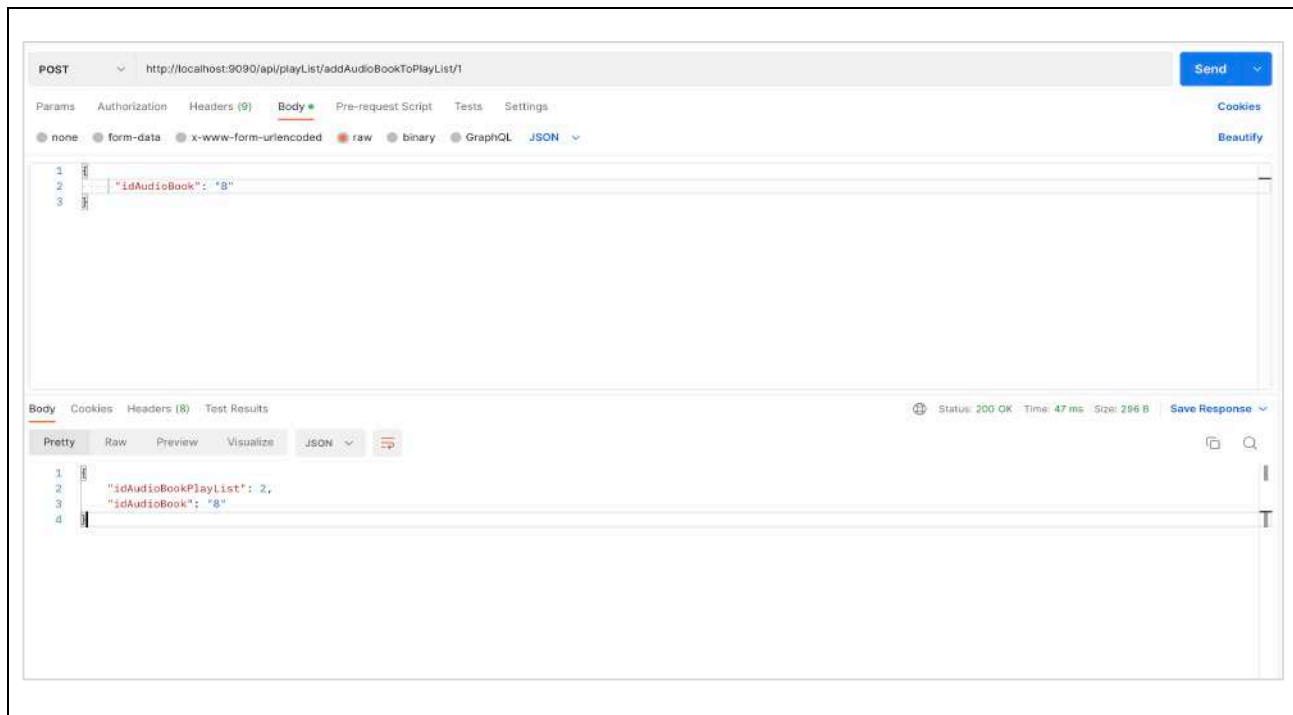 POST http://localhost:9090/api/playList/addAudioBookToPlayList/1 Send
Params Authorization Headers (9) Body Pre-request Script Tests Settings Cookies
none form-data x-www-form-urlencoded raw binary GraphQL JSON Beautify
1 {
2 "idAudioBook": "8"
3 }
Body Cookies Headers (8) Test Results Status: 200 OK Time: 47 ms Size: 296 B Save Response
Pretty Raw Preview Visualize JSON
1 {
2 "idAudioBookPlayList": 2,
3 "idAudioBook": "8"
4 }